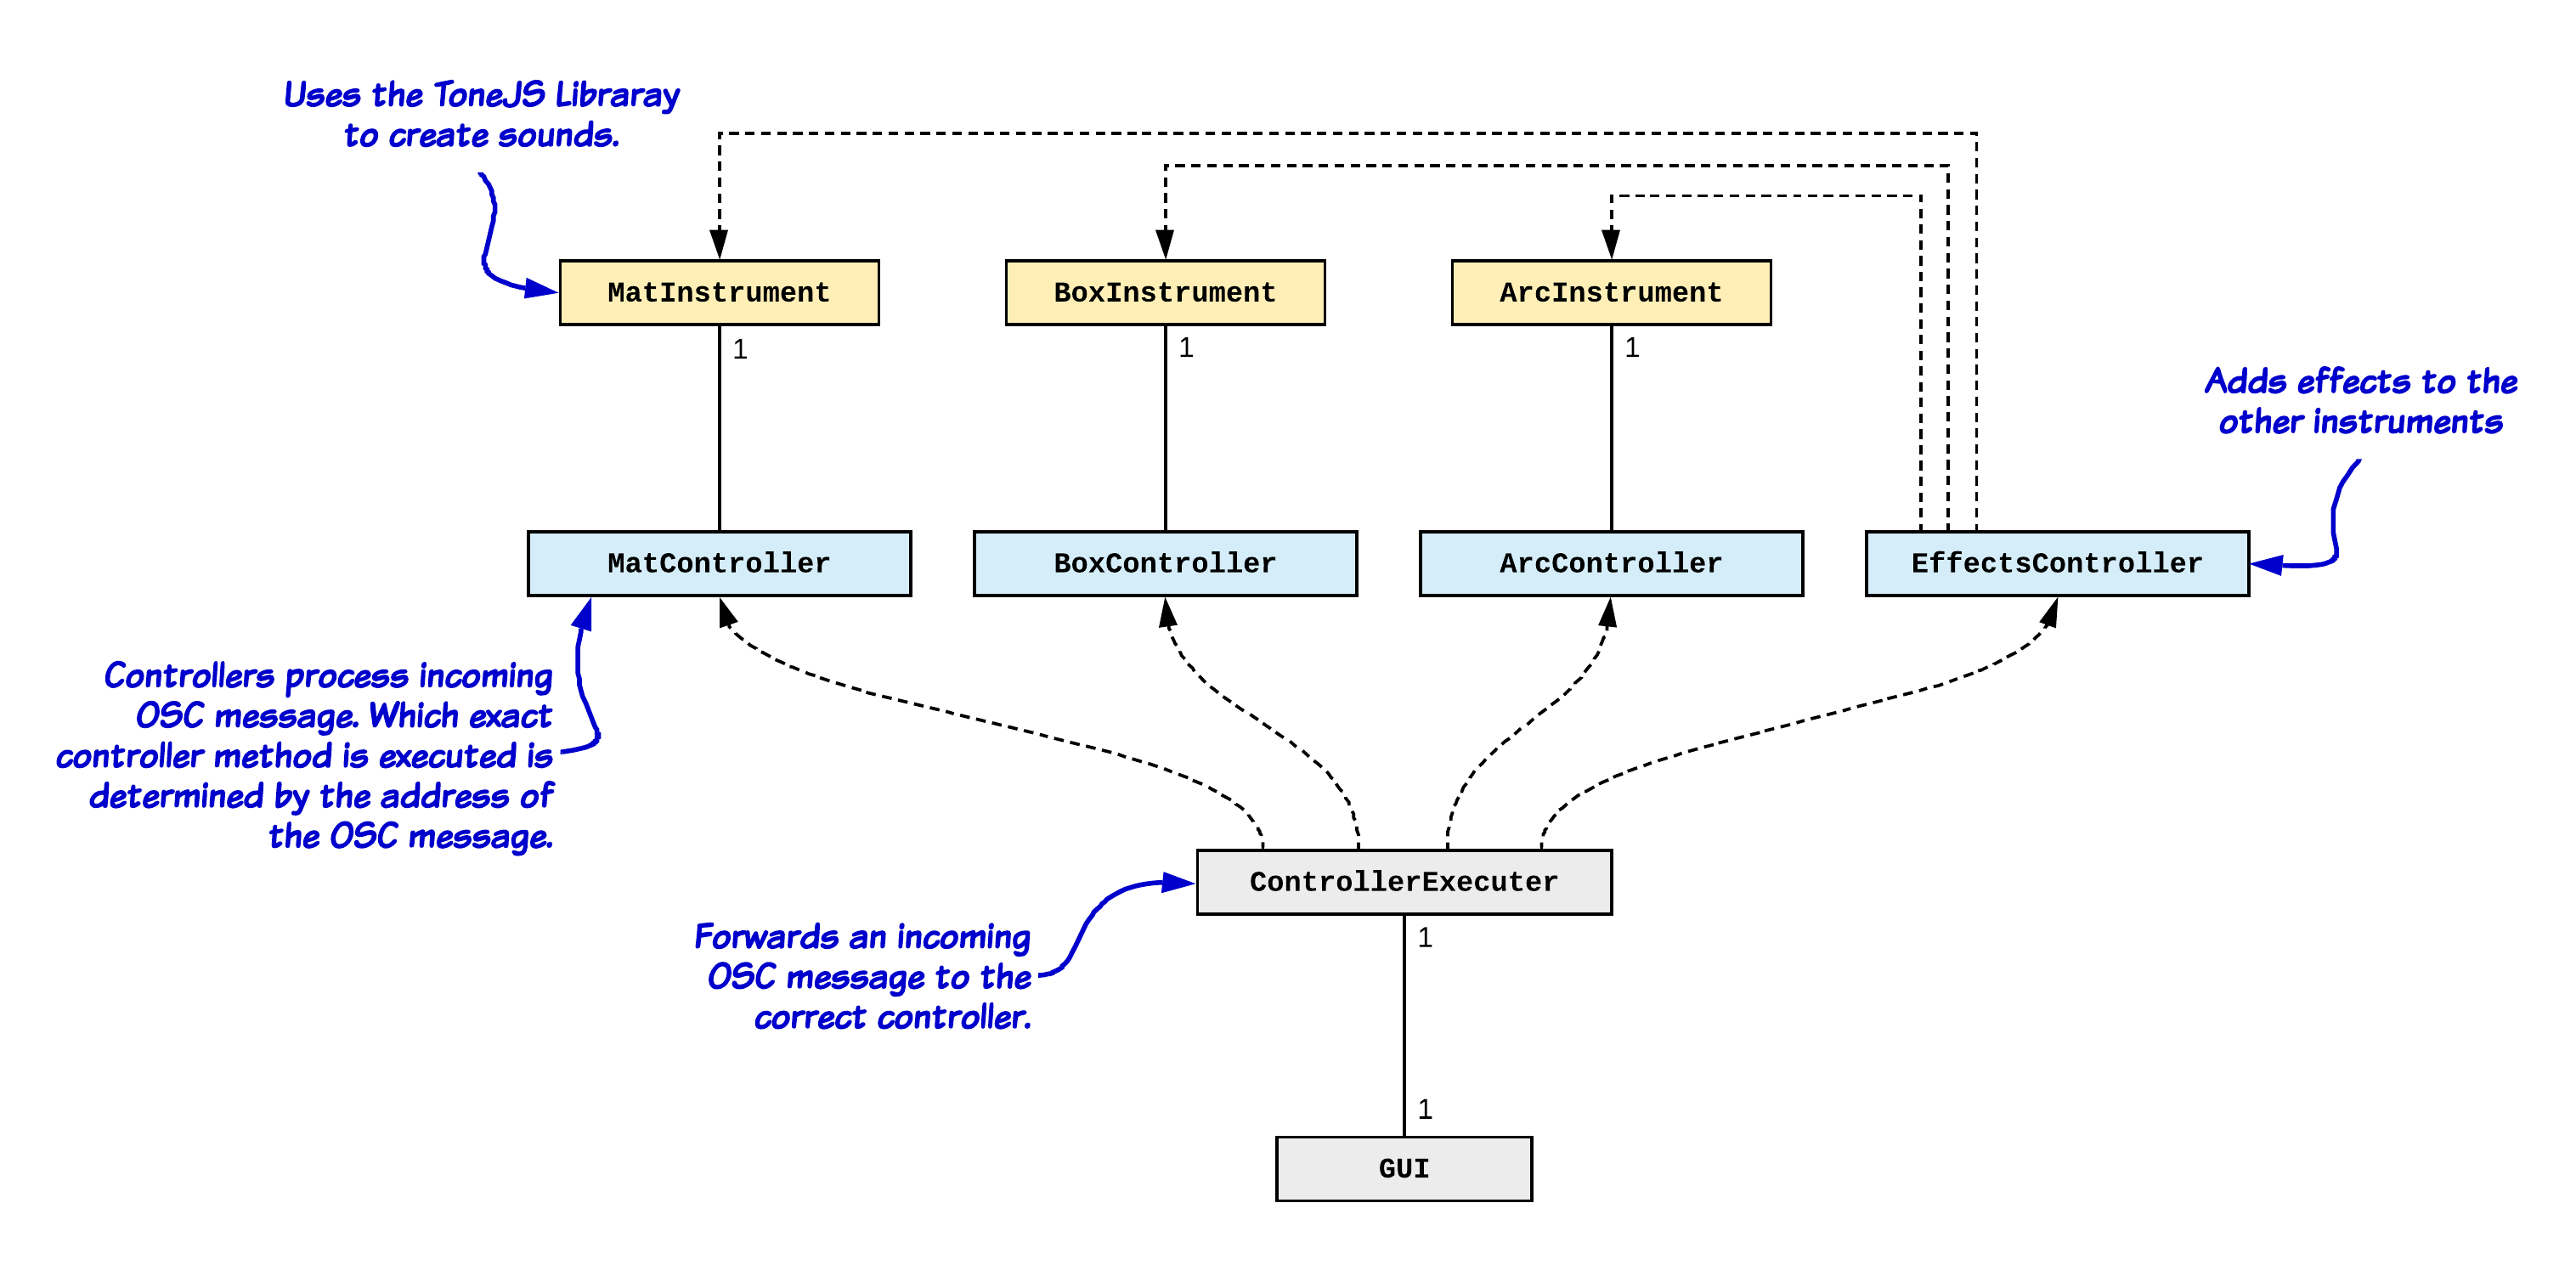 Uses the ToneJS Libraray
to create sounds.
MatInstrument
BoxInstrument
ArcInstrument
1
1
1
Adds effects to the
other instruments
MatController
BoxController
ArcController
EffectsController
Controllers process incoming
OSC message. Which exact
controller method is executed is
determined by the address of
the OSC message.
ControllerExecuter
Forwards an incoming
OSC message to the
correct controller.
1
1
GUI